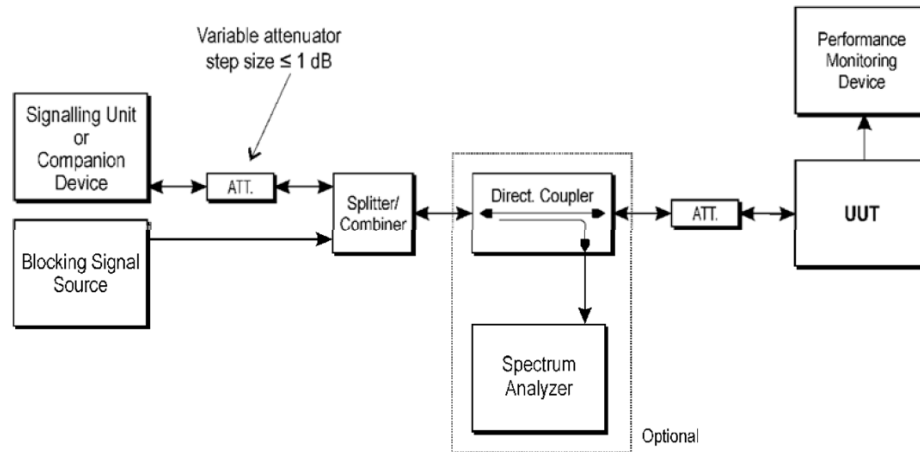 Variable attenuator
step size ≤ 1 dB
Performance
Monitoring
Device
Signalling Unit
or
Companion
Device
ATT.
Splitter/
Combiner
Direct. Coupler
ATT.
UUT
Blocking Signal
Source
Spectrum
Analyzer
Optional